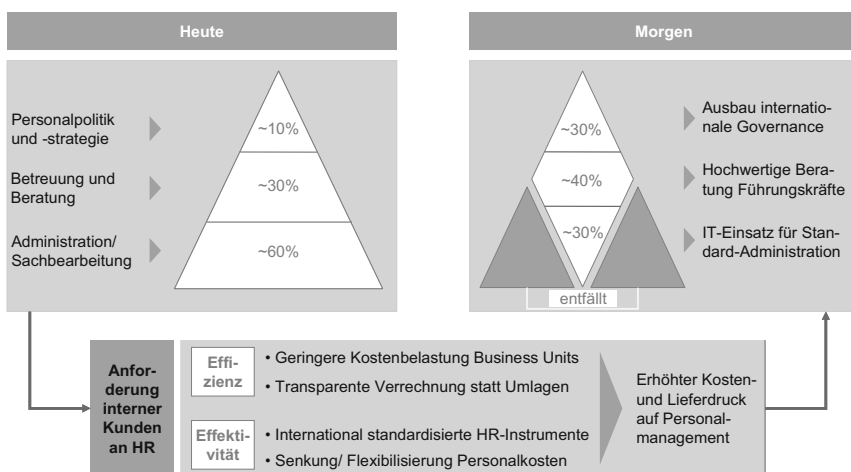 Heute
Personalpolitik
und -strategie
~10%
Betreuung und
Beratung
~30%
Administration/
Sachbearbeitung
~60%
Morgen
~30%
Ausbau internatio-
nale Governance
~40%
Hochwertige Bera-
tung Führungskräfte
~30%
IT-Einsatz für Stan-
dard-Administration
entfällt
Anfor-
derung
interner
Kunden
an HR
Effi-
zienz
• Geringere Kostenbelastung Business Units
• Transparente Verrechnung statt Umlagen
Effekti-
vität
• International standardisierte HR-Instrumente
• Senkung/ Flexibilisierung Personalkosten
Erhöhter Kosten-
und Lieferdruck
auf Personal-
management